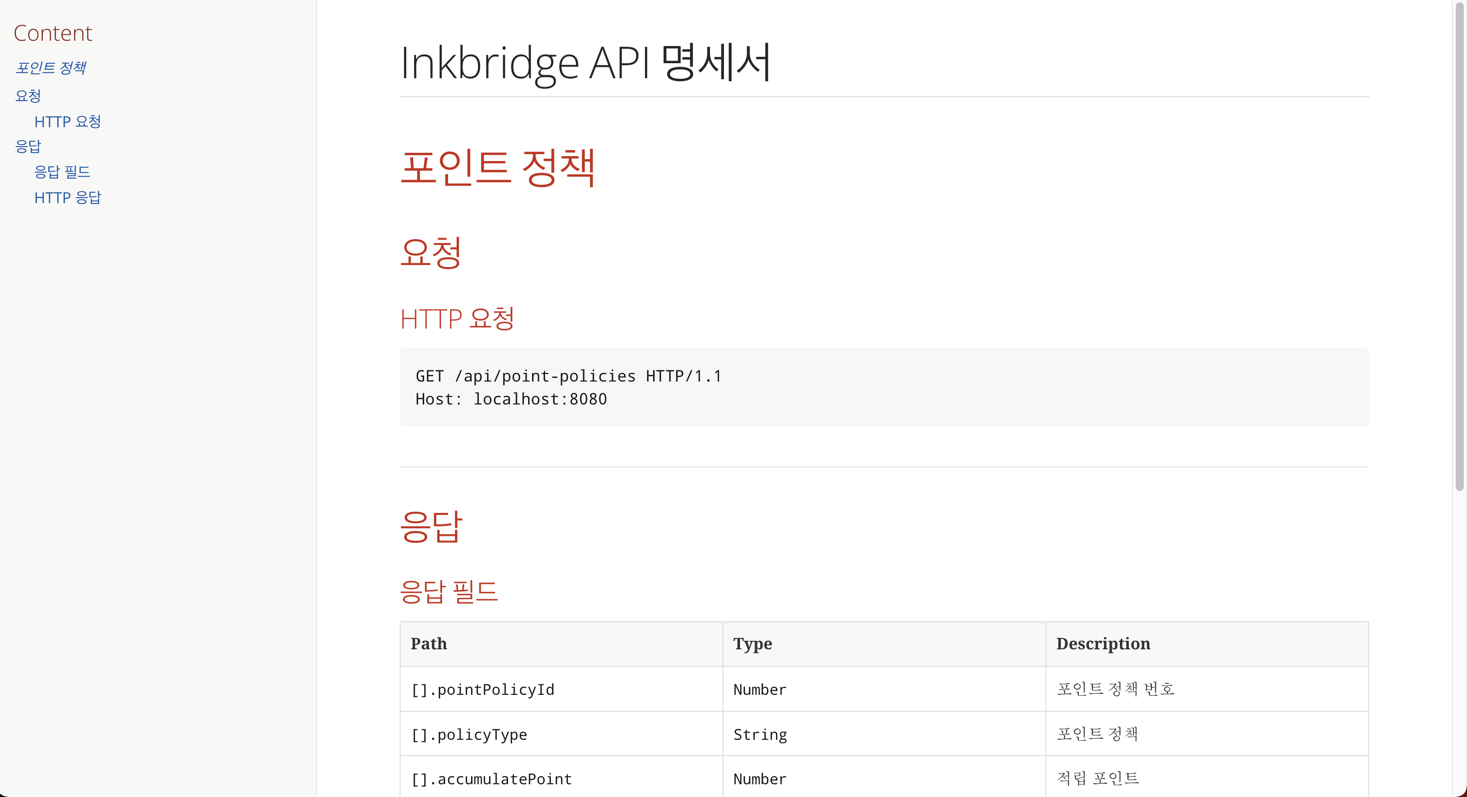 Content
포인트 정책
요청
HTTP 요청
응답
응답 필드
HTTP 응답
Inkbridge API 명세서
포인트 정책
요청
HTTP 요청
GET /api/point-policies HTTP/1.1
Host: localhost:8080
응답
응답 필드
Path Type Description
[].pointPolicyId Number 포인트 정책 번호
[].policyType String 포인트 정책
[].accumulatePoint Number 적립 포인트